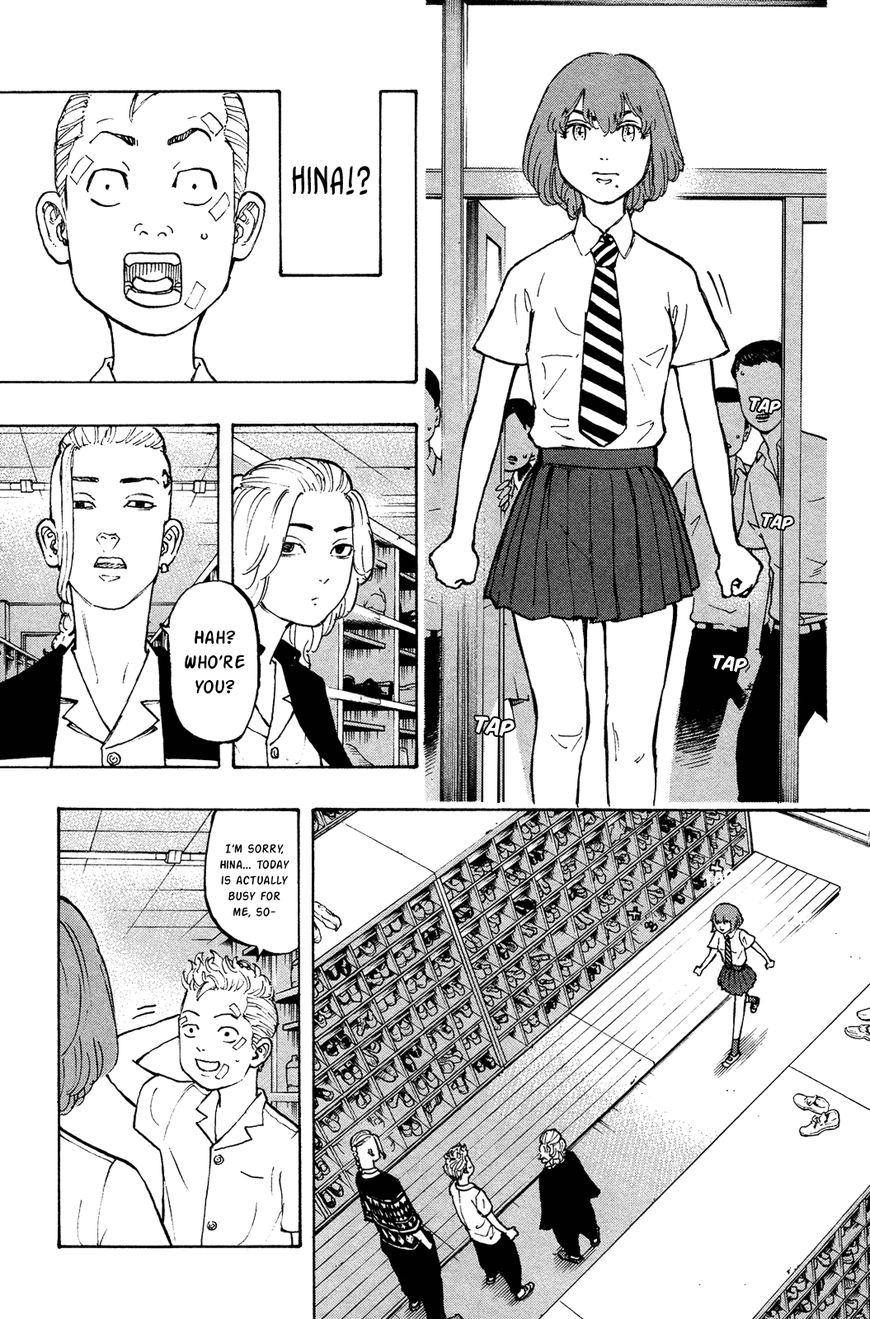 TAP
TAP
TAP
TAP
HINA!?
HAH?
WHO'RE
YOU?
I'M SORRY,
HINA... TODAY
IS ACTUALLY
BUSY FOR
ME, SO-